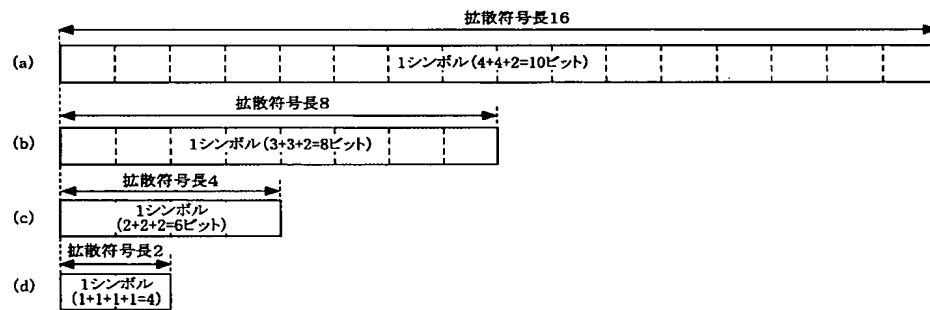 拡散符号長16
(a)
1シンボル(4+4+2=10ビット)
拡散符号長8
(b)
1シンボル(3+3+2=8ビット)
拡散符号長4
(c)
1シンボル
(2+2+2=6ビット)
拡散符号長2
(d)
1シンボル
(1+1+1+1=4)